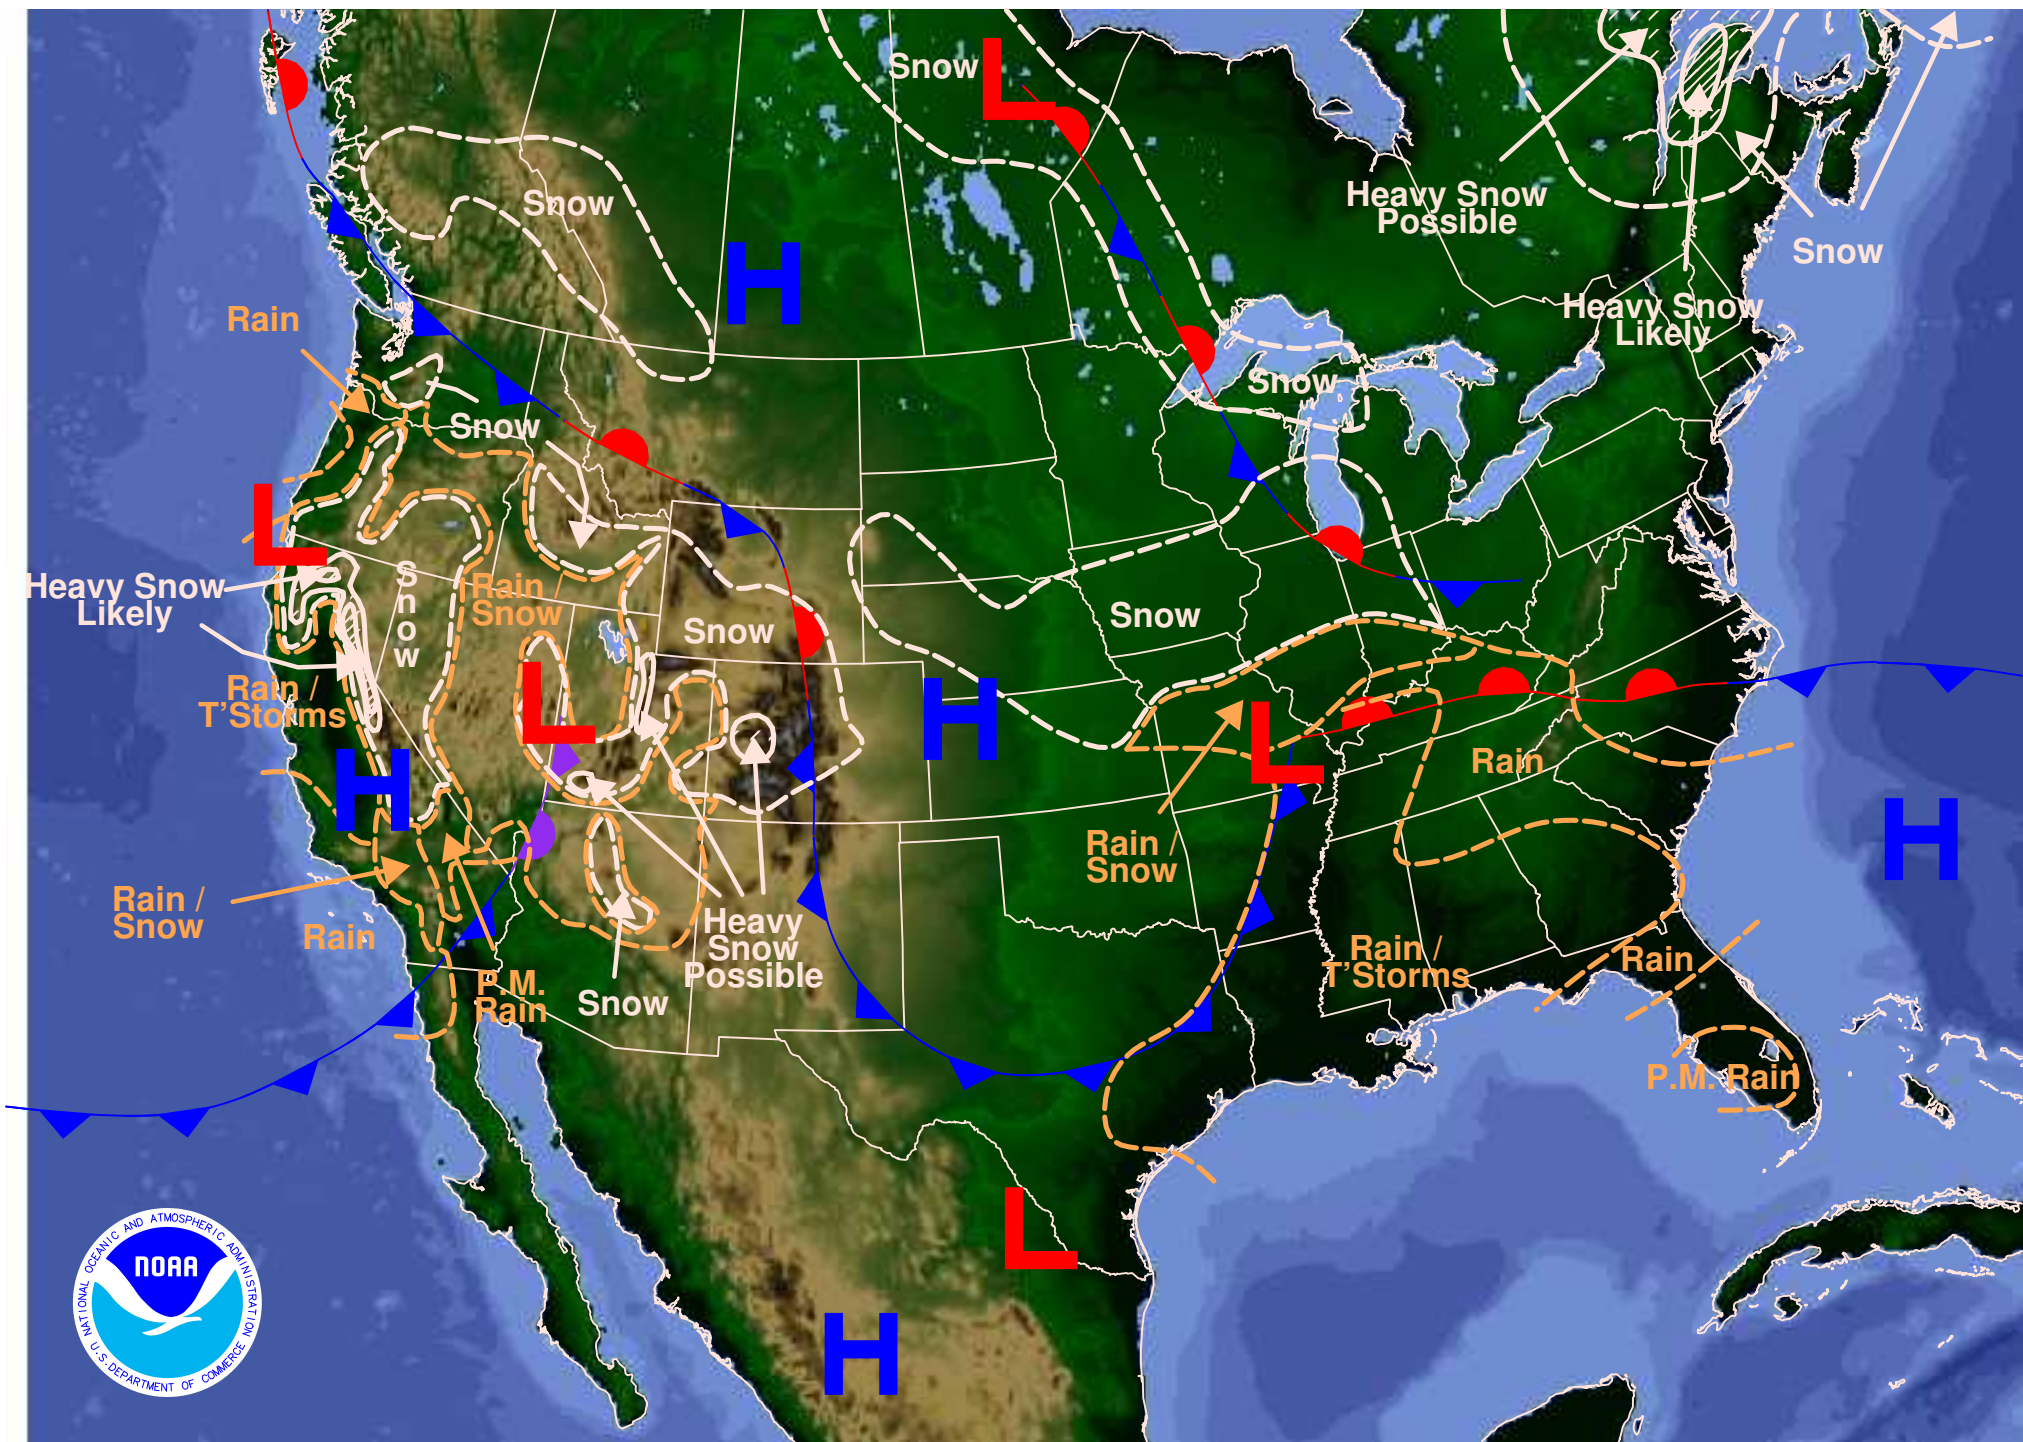 Snow
L
Snow
Heavy Snow
Possible
Snow
H
Rain
Heavy Snow
Likely
Snow
Snow
L
Heavy Snow
Likely
S
n
o
w
Rain /
Snow
Snow
Snow
Rain /
T'Storms
L
H
L
H
Rain
H
Rain /
Snow
Rain /
Snow
Rain
Heavy
Snow
Possible
Rain /
T'Storms
Rain
P.M.
Rain
Snow
P.M. Rain
L
H
NATIONAL OCEANIC AND ATMOSPHERIC ADMINISTRATION
NOAA
U.S. DEPARTMENT OF COMMERCE